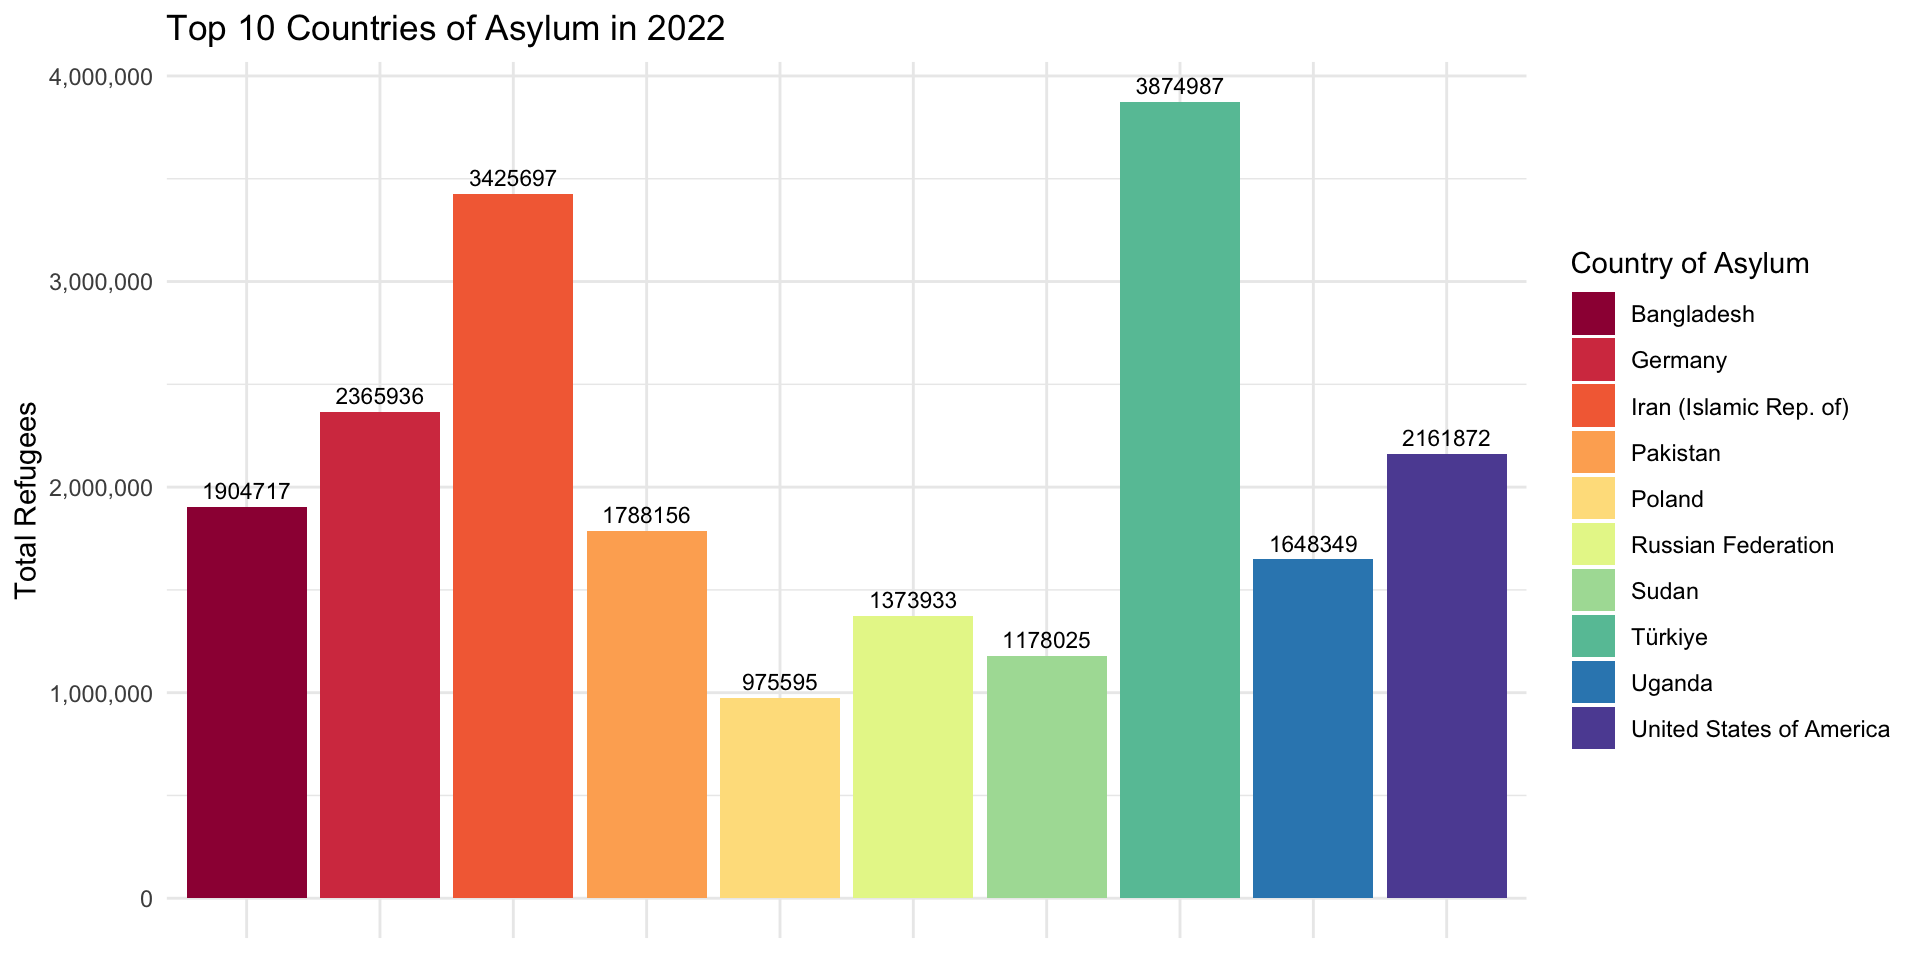 Top 10 Countries of Asylum in 2022
Total Refugees
4,000,000
3,000,000
2,000,000
1,000,000
0
1904717
2365936
3425697
1788156
975595
1373933
1178025
3874987
1648349
2161872
Country of Asylum
Bangladesh
Germany
Iran (Islamic Rep. of)
Pakistan
Poland
Russian Federation
Sudan
Türkiye
Uganda
United States of America